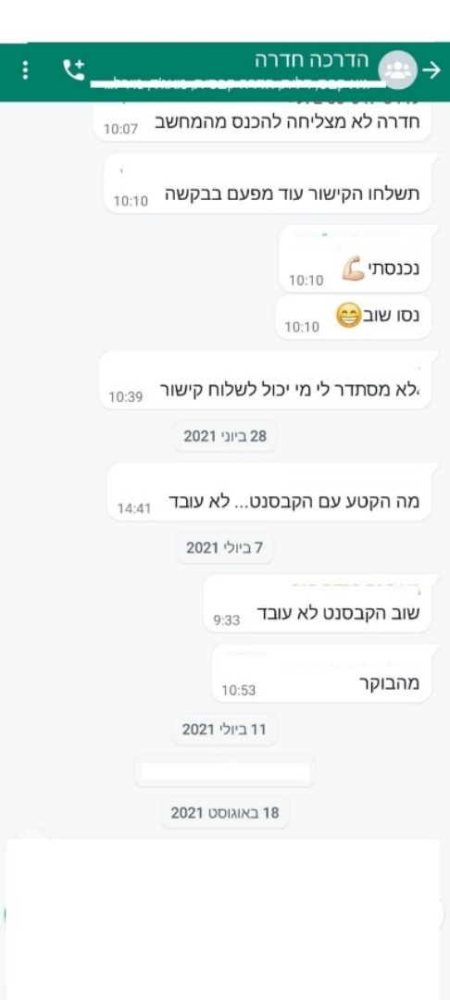 הדרכה חדרה
חדרה לא מצליחה להכנס מהמחשב
10:07
תשלחו הקישור עוד מפעם בבקשה
10:10
נכנסתי💪🏻
10:10
נסו שוב😁
10:10
לא מסתדר לי מי יכול לשלוח קישור
10:39
28 ביוני 2021
מה הקטע עם הקבסנט... לא עובד
14:41
7 ביולי 2021
שוב הקבסנט לא עובד
9:33
מהבוקר
10:53
11 ביולי 2021
18 באוגוסט 2021